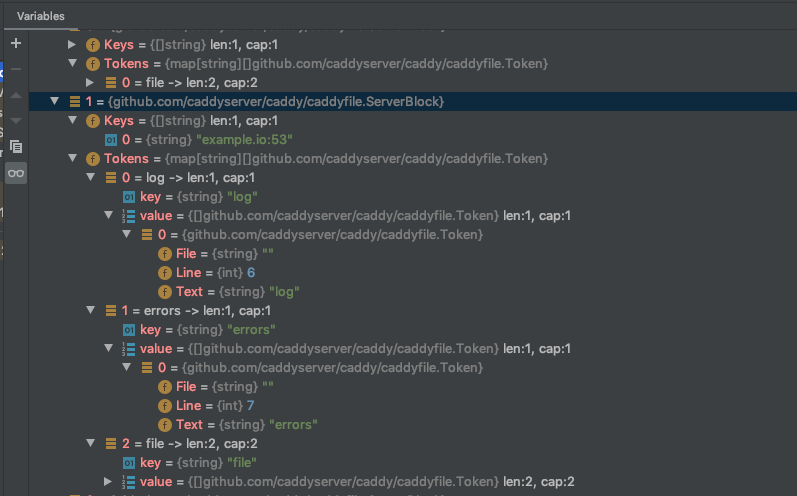 Variables
Keys = {[]string} len:1, cap:1
Tokens = {map[string][]github.com/caddyserver/caddy/caddyfile.Token}
0 = file -> len:2, cap:2
1 = {github.com/caddyserver/caddy/caddyfile.ServerBlock}
Keys = {[]string} len:1, cap:1
0 = {string} "example.io:53"
Tokens = {map[string][]github.com/caddyserver/caddy/caddyfile.Token}
0 = log -> len:1, cap:1
key = {string} "log"
value = {[]github.com/caddyserver/caddy/caddyfile.Token} len:1, cap:1
0 = {github.com/caddyserver/caddy/caddyfile.Token}
File = {string} ""
Line = {int} 6
Text = {string} "log"
1 = errors -> len:1, cap:1
key = {string} "errors"
value = {[]github.com/caddyserver/caddy/caddyfile.Token} len:1, cap:1
0 = {github.com/caddyserver/caddy/caddyfile.Token}
File = {string} ""
Line = {int} 7
Text = {string} "errors"
2 = file -> len:2, cap:2
key = {string} "file"
value = {[]github.com/caddyserver/caddy/caddyfile.Token} len:2, cap:2